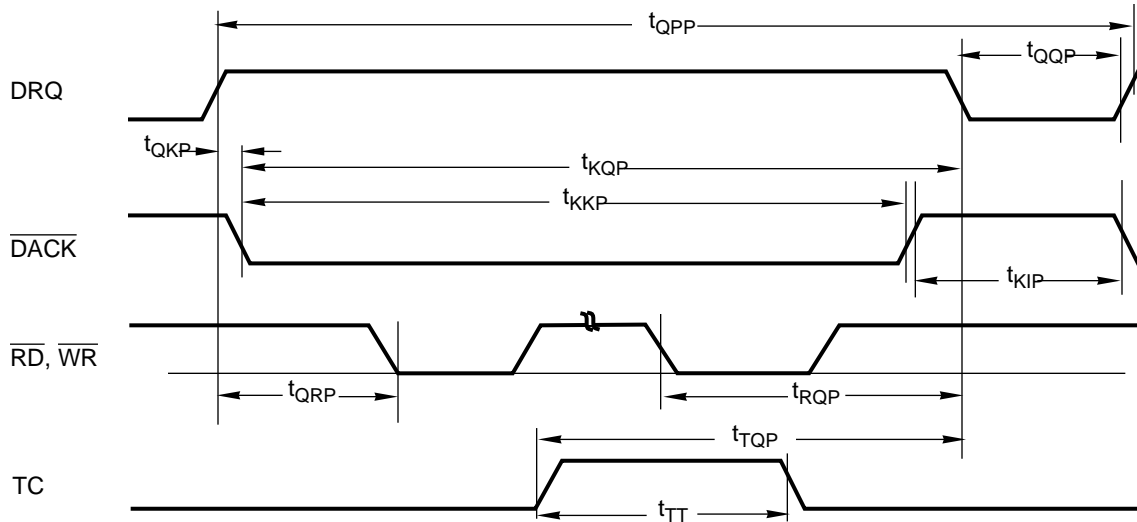 tQPP
tQQP
DRQ
tQKP
tKQP
tKKP
DACK
tKIP
RD, WR
tQRP
tRQP
tTQP
TC
tTT